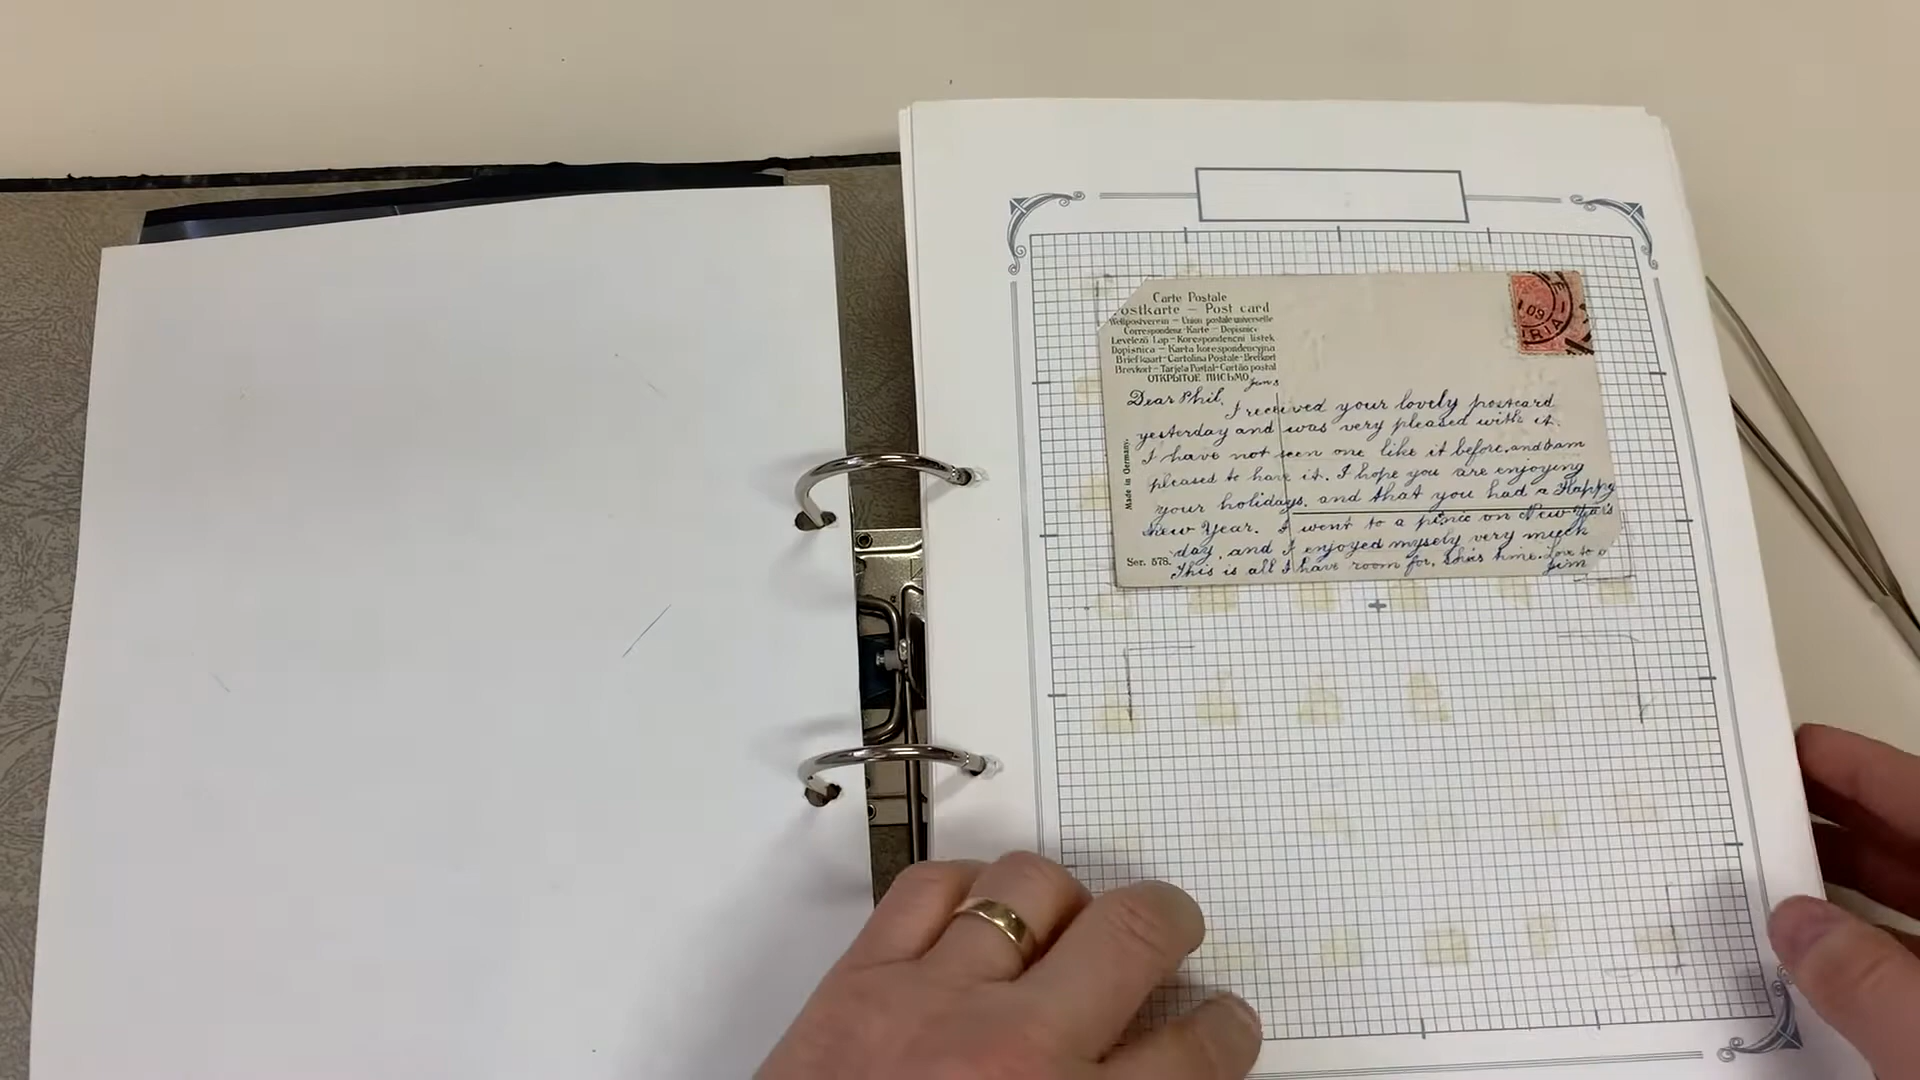 Carte Postale
Postkarte – Post card
Weltpostverein – Union postale universelle
Correspondenz-Karte – Dopisnice
Levelező Lap – Korespondenční listek
Dopisnica – Karta korespondencyjna
Briefkaart – Cartolina Postale – Brefkort
Brevkort – Tarjeta Postal – Cartão postal
ОТКРЫТОЕ ПИСЬМО
09
RIA
Dear Phil,
I received your lovely postcard
yesterday and was very pleased with it.
I have not seen one like it before, and am
pleased to have it. I hope you are enjoying
your holidays, and that you had a Happy
New Year. I went to a picnic on New Year's
day, and I enjoyed myself very much
This is all I have room for, this time. Love to
Jim
Made in Germany.
Ser. 578.